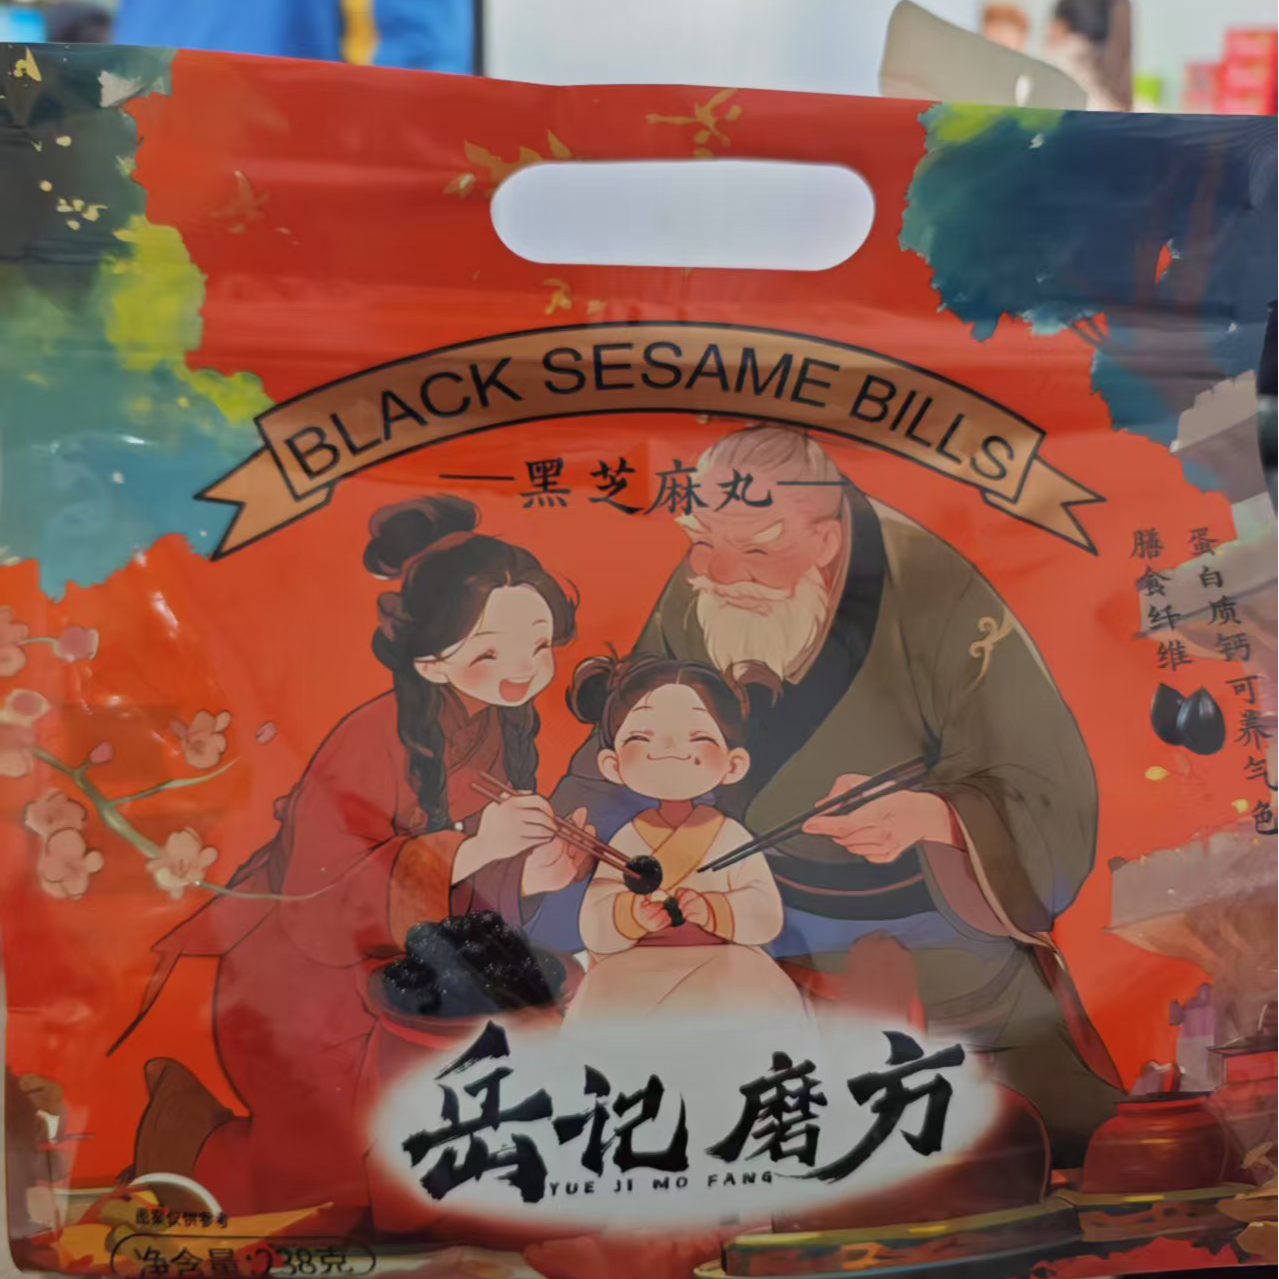 BLACK SESAME BILLS
黑芝麻丸
蛋白质钙可养气色
膳食纤维
岳记磨方
YUE JI MO FANG
图案仅供参考
净含量:238克